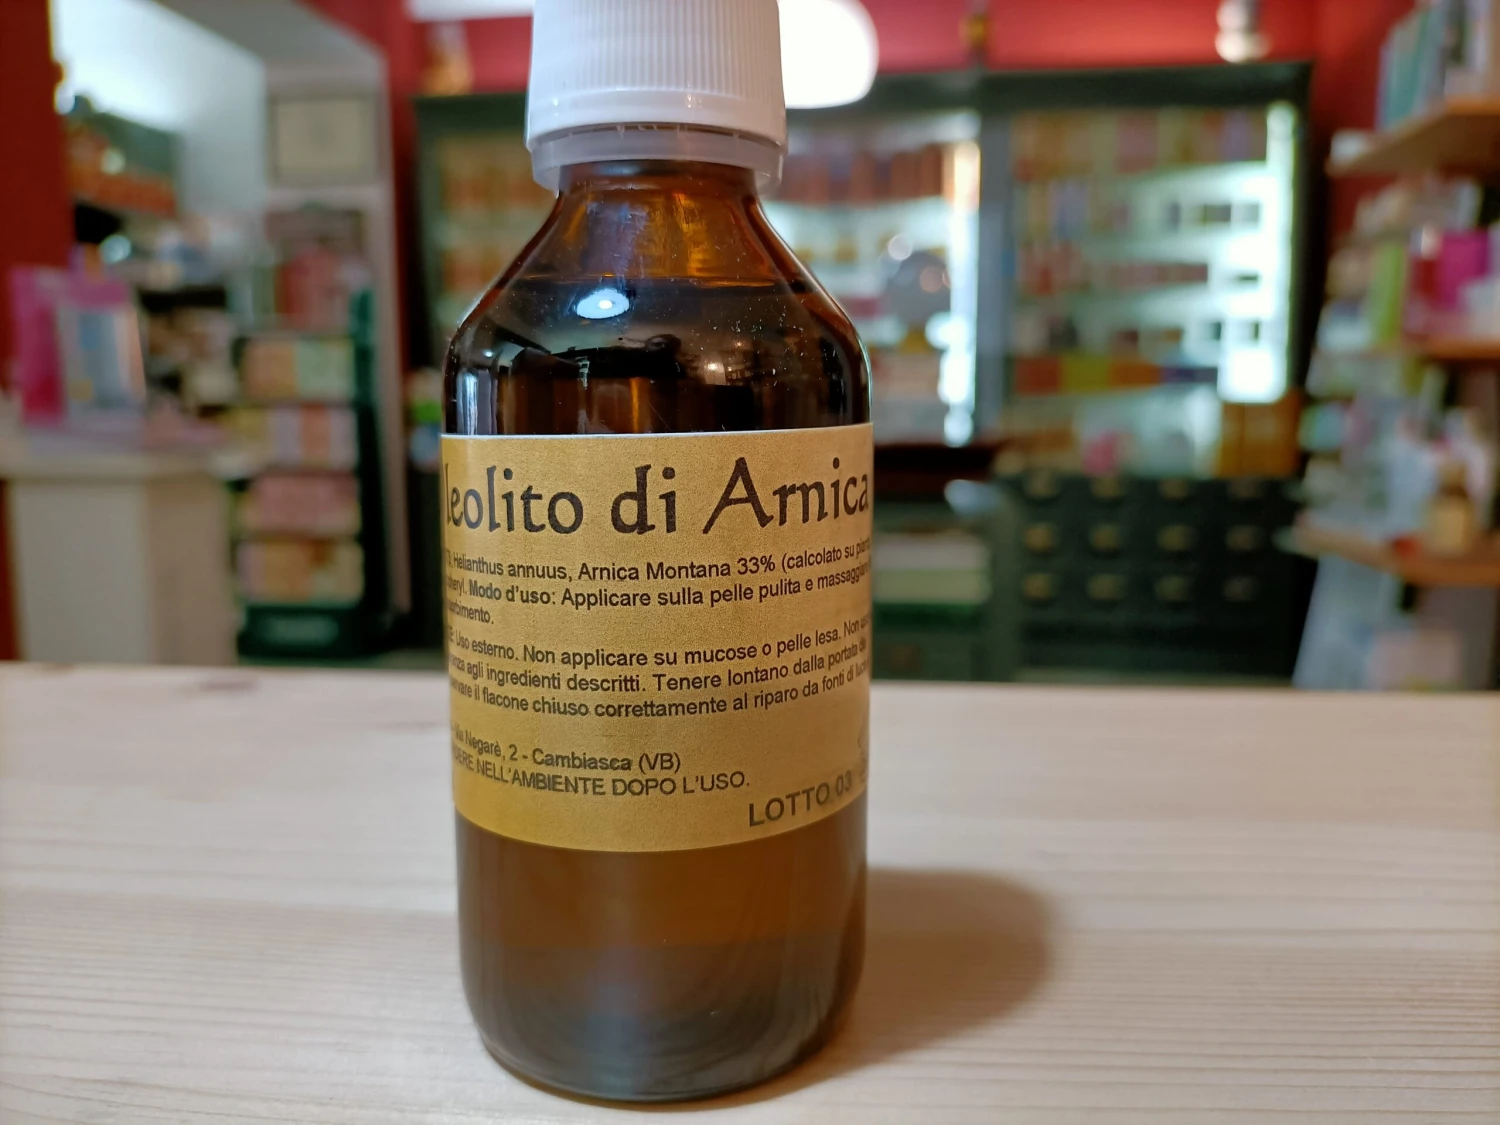 leolito di Arnica
Helianthus annuus, Arnica Montana 33% (calcolato su
Modo d'uso: Applicare sulla pelle pulita e massaggiare
Uso esterno. Non applicare su mucose o pelle lesa. Non
agli ingredienti descritti. Tenere lontano dalla portata
il flacone chiuso correttamente al riparo da fonti di
Via Negarè, 2 - Cambiasca (VB)
NELL'AMBIENTE DOPO L'USO.
LOTTO 03